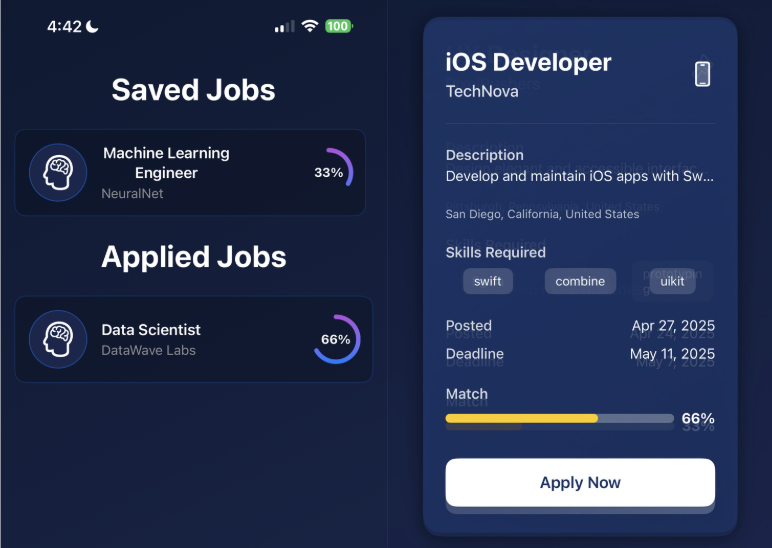 4:42
100
Saved Jobs
Machine Learning
Engineer
NeuralNet
33%
Applied Jobs
Data Scientist
DataWave Labs
66%
iOS Developer
TechNova
Description
Develop and maintain iOS apps with Sw...
San Diego, California, United States
Skills Required
swift
combine
uikit
Posted
Apr 27, 2025
Deadline
May 11, 2025
Match
66%
Apply Now